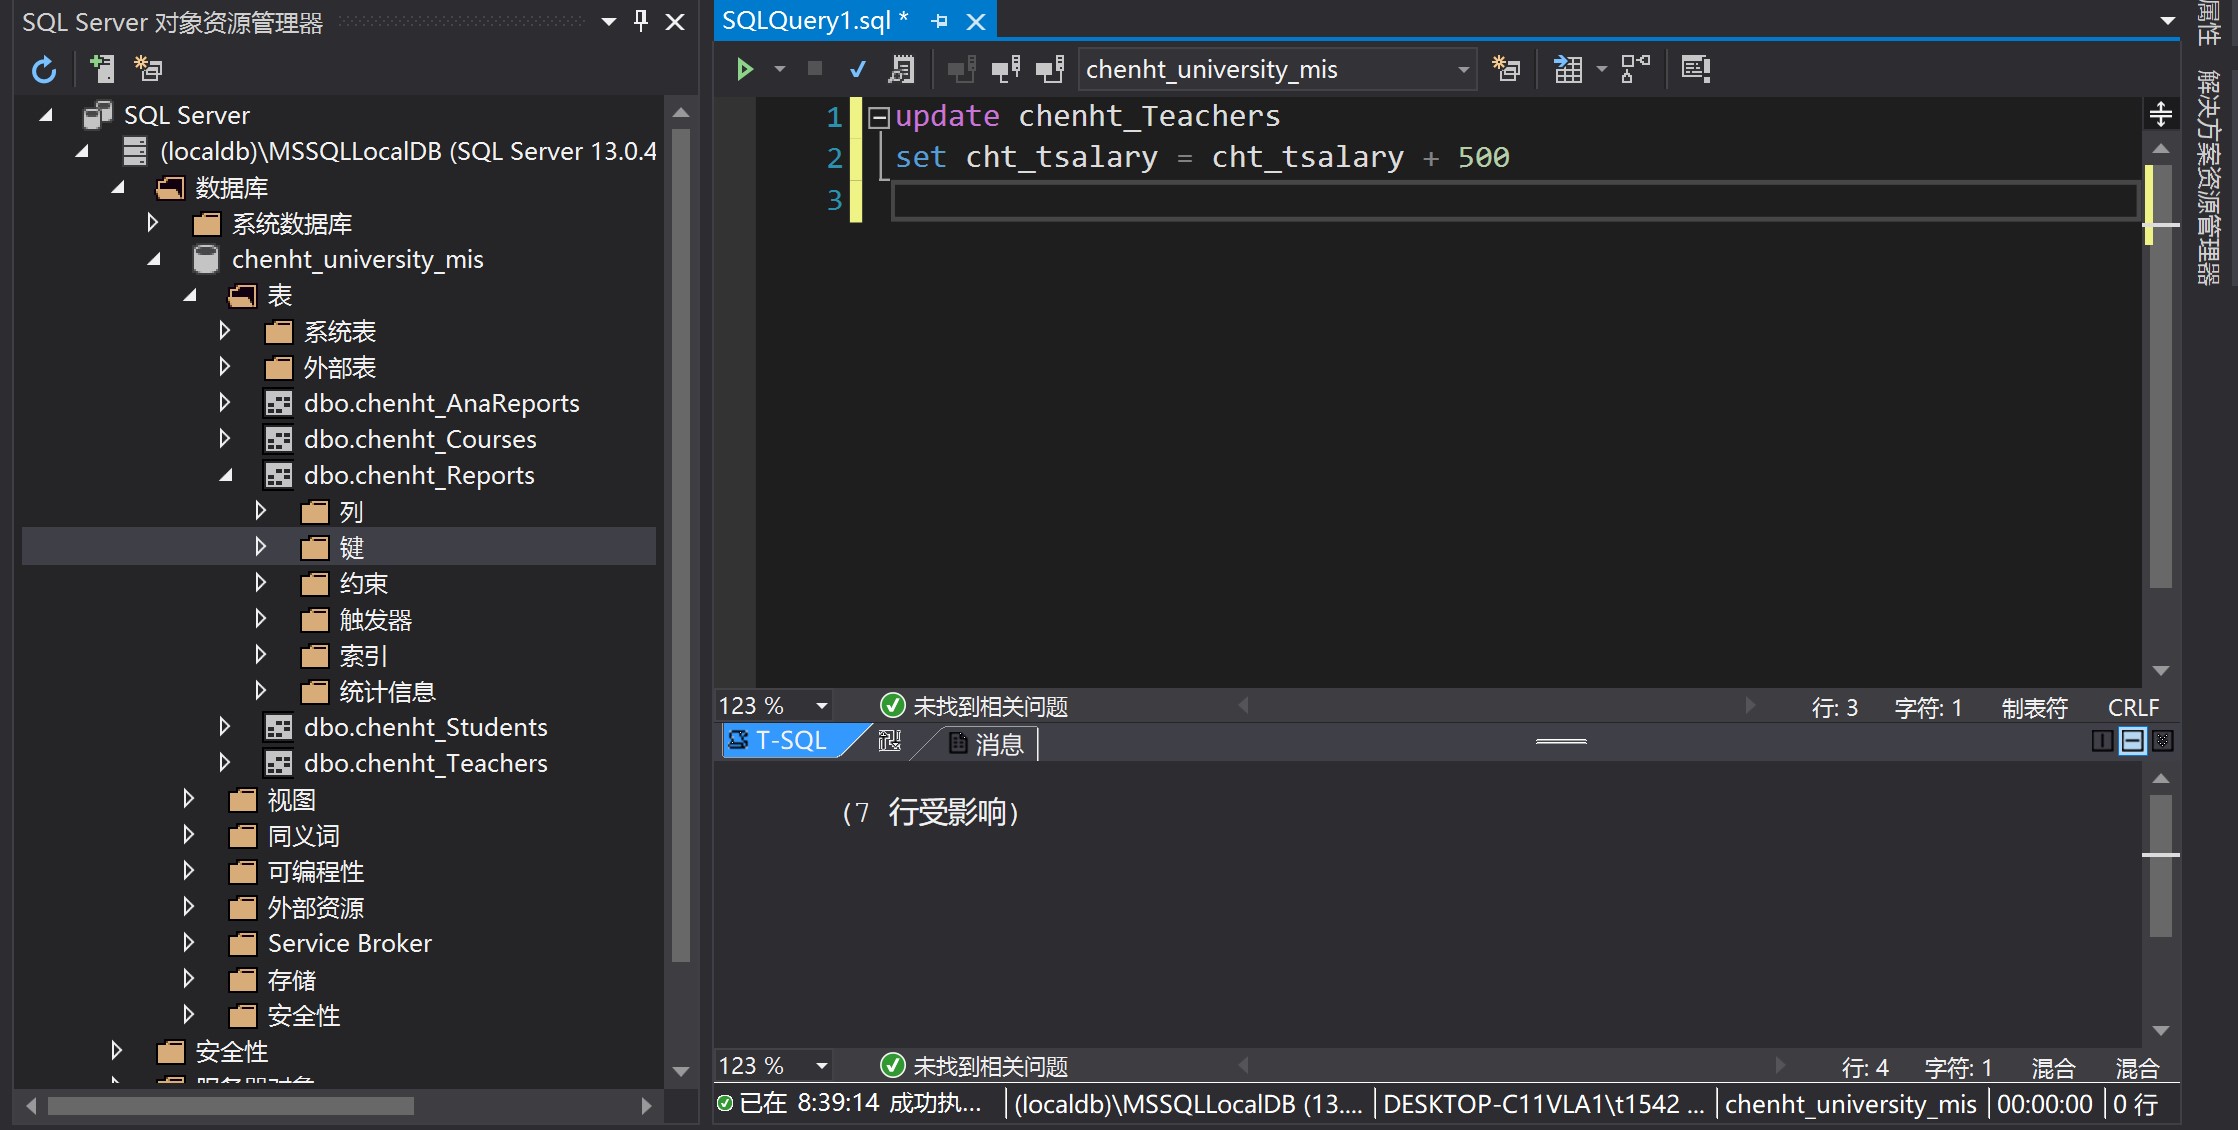 SQL Server 对象资源管理器
SQL Server
(localdb)\MSSQLLocalDB (SQL Server 13.0.4
数据库
系统数据库
chenht_university_mis
表
系统表
外部表
dbo.chenht_AnaReports
dbo.chenht_Courses
dbo.chenht_Reports
列
键
约束
触发器
索引
统计信息
dbo.chenht_Students
dbo.chenht_Teachers
视图
同义词
可编程性
外部资源
Service Broker
存储
安全性
安全性
服务器对象
SQLQuery1.sql *
chenht_university_mis
1 update chenht_Teachers
2 set cht_tsalary = cht_tsalary + 500
3
123 % 未找到相关问题 行: 3 字符: 1 制表符 CRLF
T-SQL 消息
(7 行受影响)
123 % 未找到相关问题 行: 4 字符: 1 混合 混合
已在 8:39:14 成功执... (localdb)\MSSQLLocalDB (13.... DESKTOP-C11VLA1\t1542 ... chenht_university_mis 00:00:00 0 行
属性
解决方案资源管理器